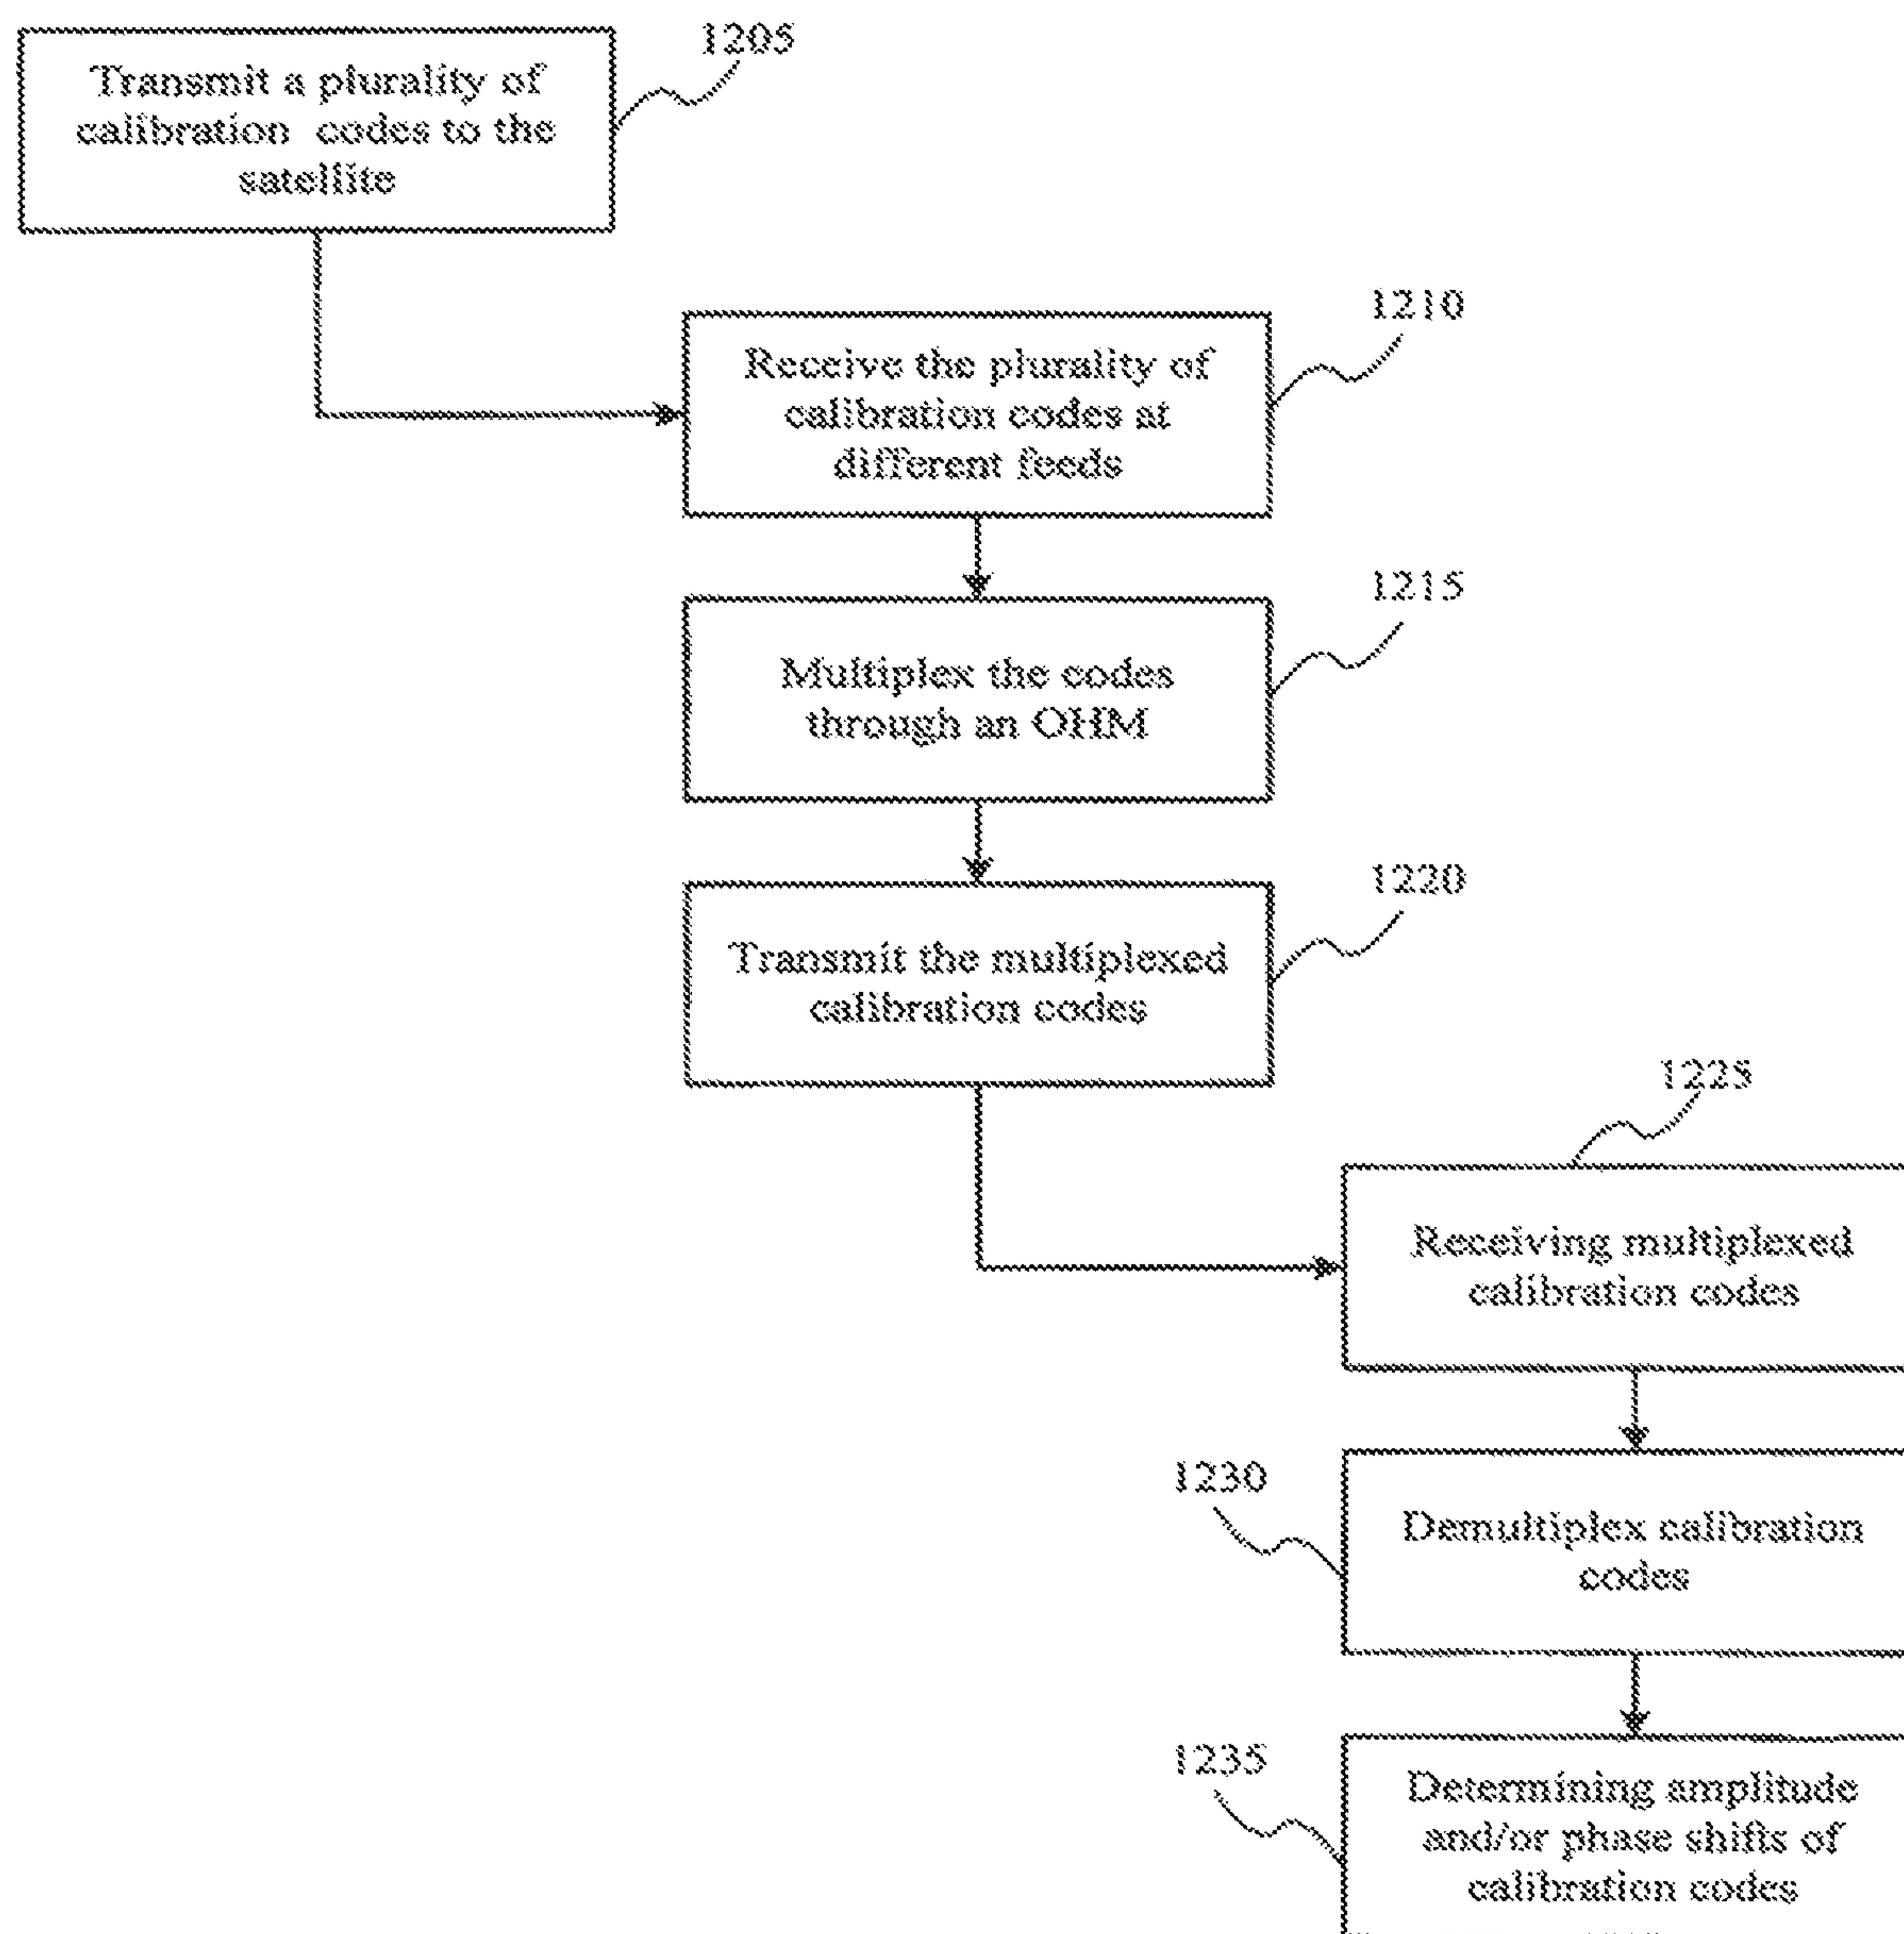 1205
Transmit a plurality of
calibration codes to the
satellite
1210
Receive the plurality of
calibration codes at
different feeds
1215
Multiplex the codes
through an OHM
1220
Transmit the multiplexed
calibration codes
1225
Receiving multiplexed
calibration codes
1230
Demultiplex calibration
codes
1235
Determining amplitude
and/or phase shifts of
calibration codes